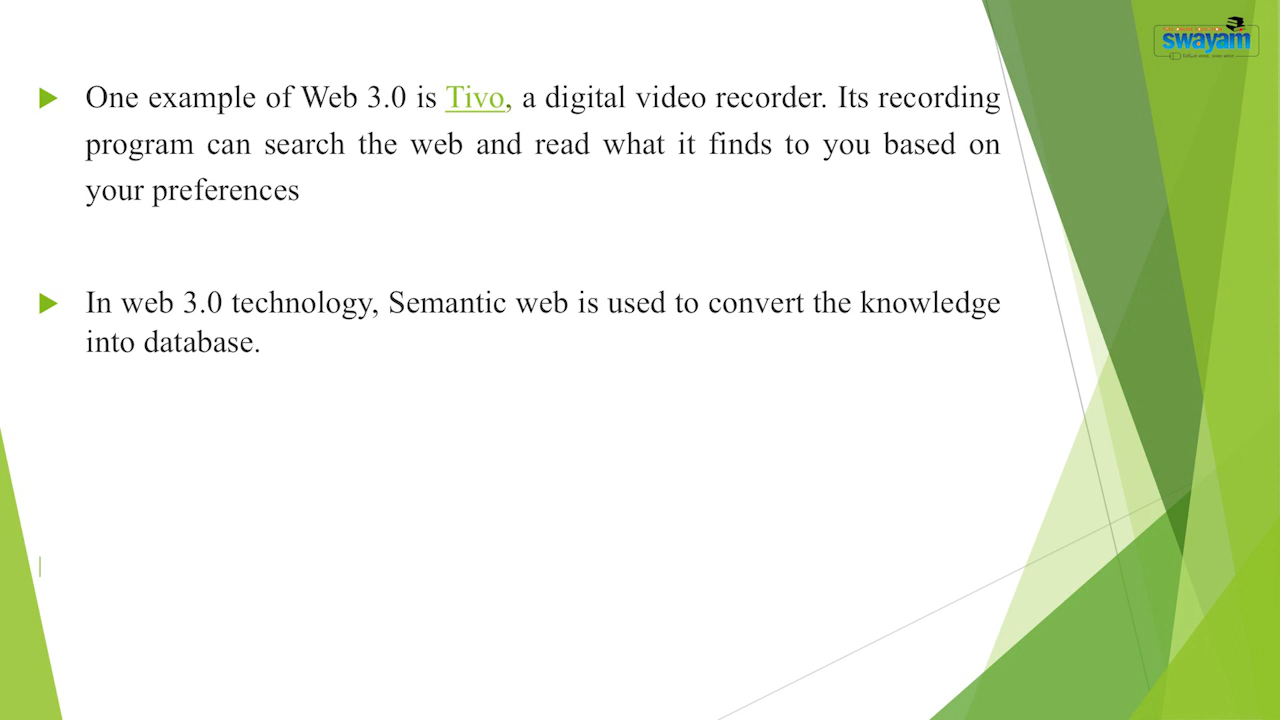 swayam
One example of Web 3.0 is Tivo, a digital video recorder. Its recording
program can search the web and read what it finds to you based on
your preferences
In web 3.0 technology, Semantic web is used to convert the knowledge
into database.